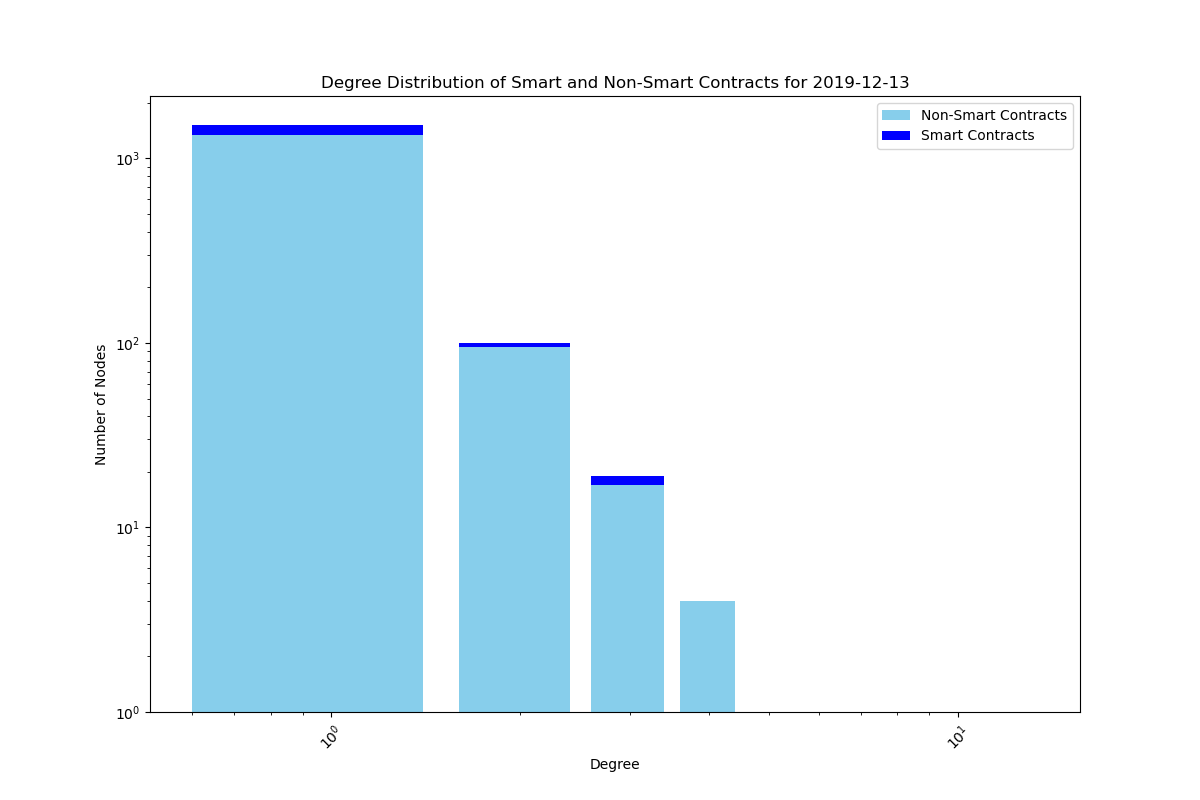 Degree Distribution of Smart and Non-Smart Contracts for 2019-12-13
Non-Smart Contracts
Smart Contracts
Number of Nodes
10³
10²
10¹
10⁰
10⁰
10¹
Degree